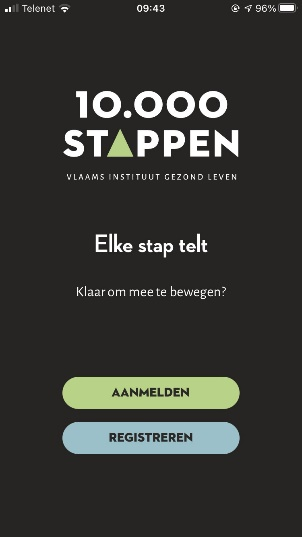 Telenet 09:43 96%
10.000
STAPPEN
VLAAMS INSTITUUT GEZOND LEVEN
Elke stap telt
Klaar om mee te bewegen?
AANMELDEN
REGISTREREN